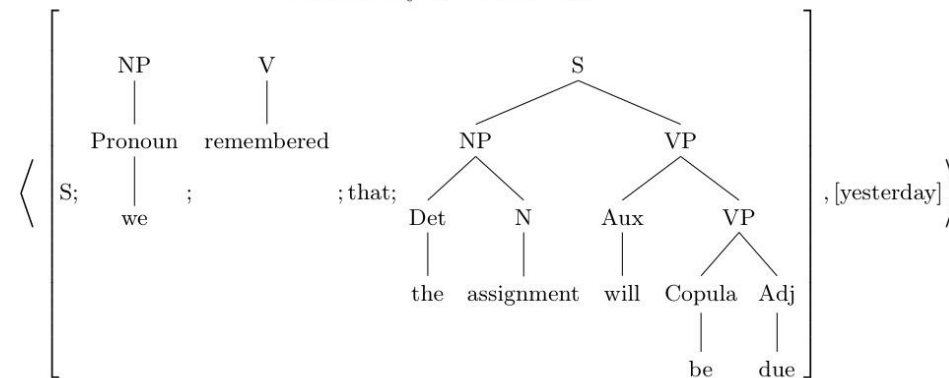 S
NP V
Pronoun remembered NP VP
⟨ [ S; ; ; that; ] , [yesterday] ⟩
we Det N Aux VP
the assignment will Copula Adj
be due